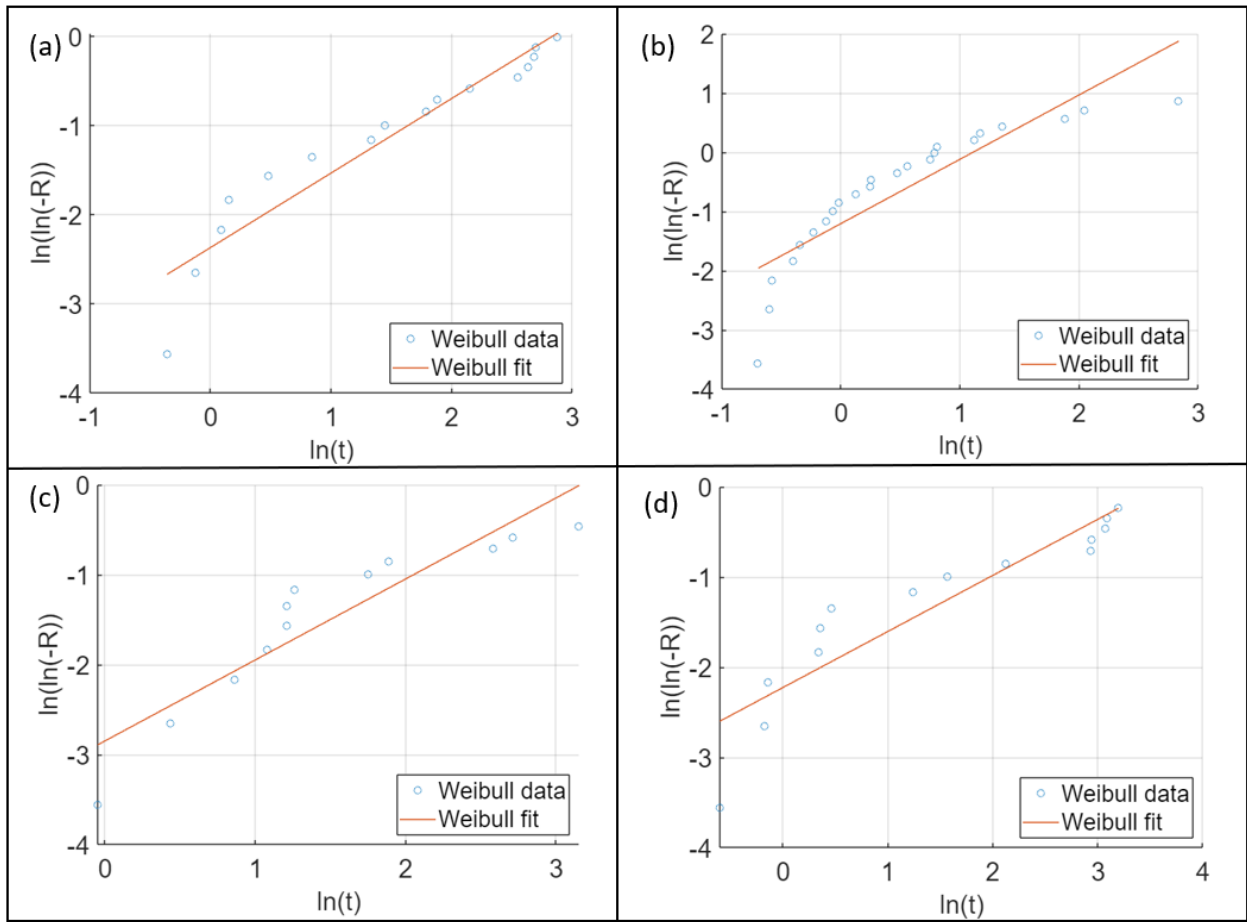 (a)
0
-1
-2
-3
-4
ln(ln(-R))
-1
0
1
2
3
ln(t)
Weibull data
Weibull fit
(b)
2
1
0
-1
-2
-3
-4
ln(ln(-R))
-1
0
1
2
3
ln(t)
Weibull data
Weibull fit
(c)
0
-1
-2
-3
-4
ln(ln(-R))
0
1
2
3
ln(t)
Weibull data
Weibull fit
(d)
0
-1
-2
-3
-4
ln(ln(-R))
0
1
2
3
4
ln(t)
Weibull data
Weibull fit